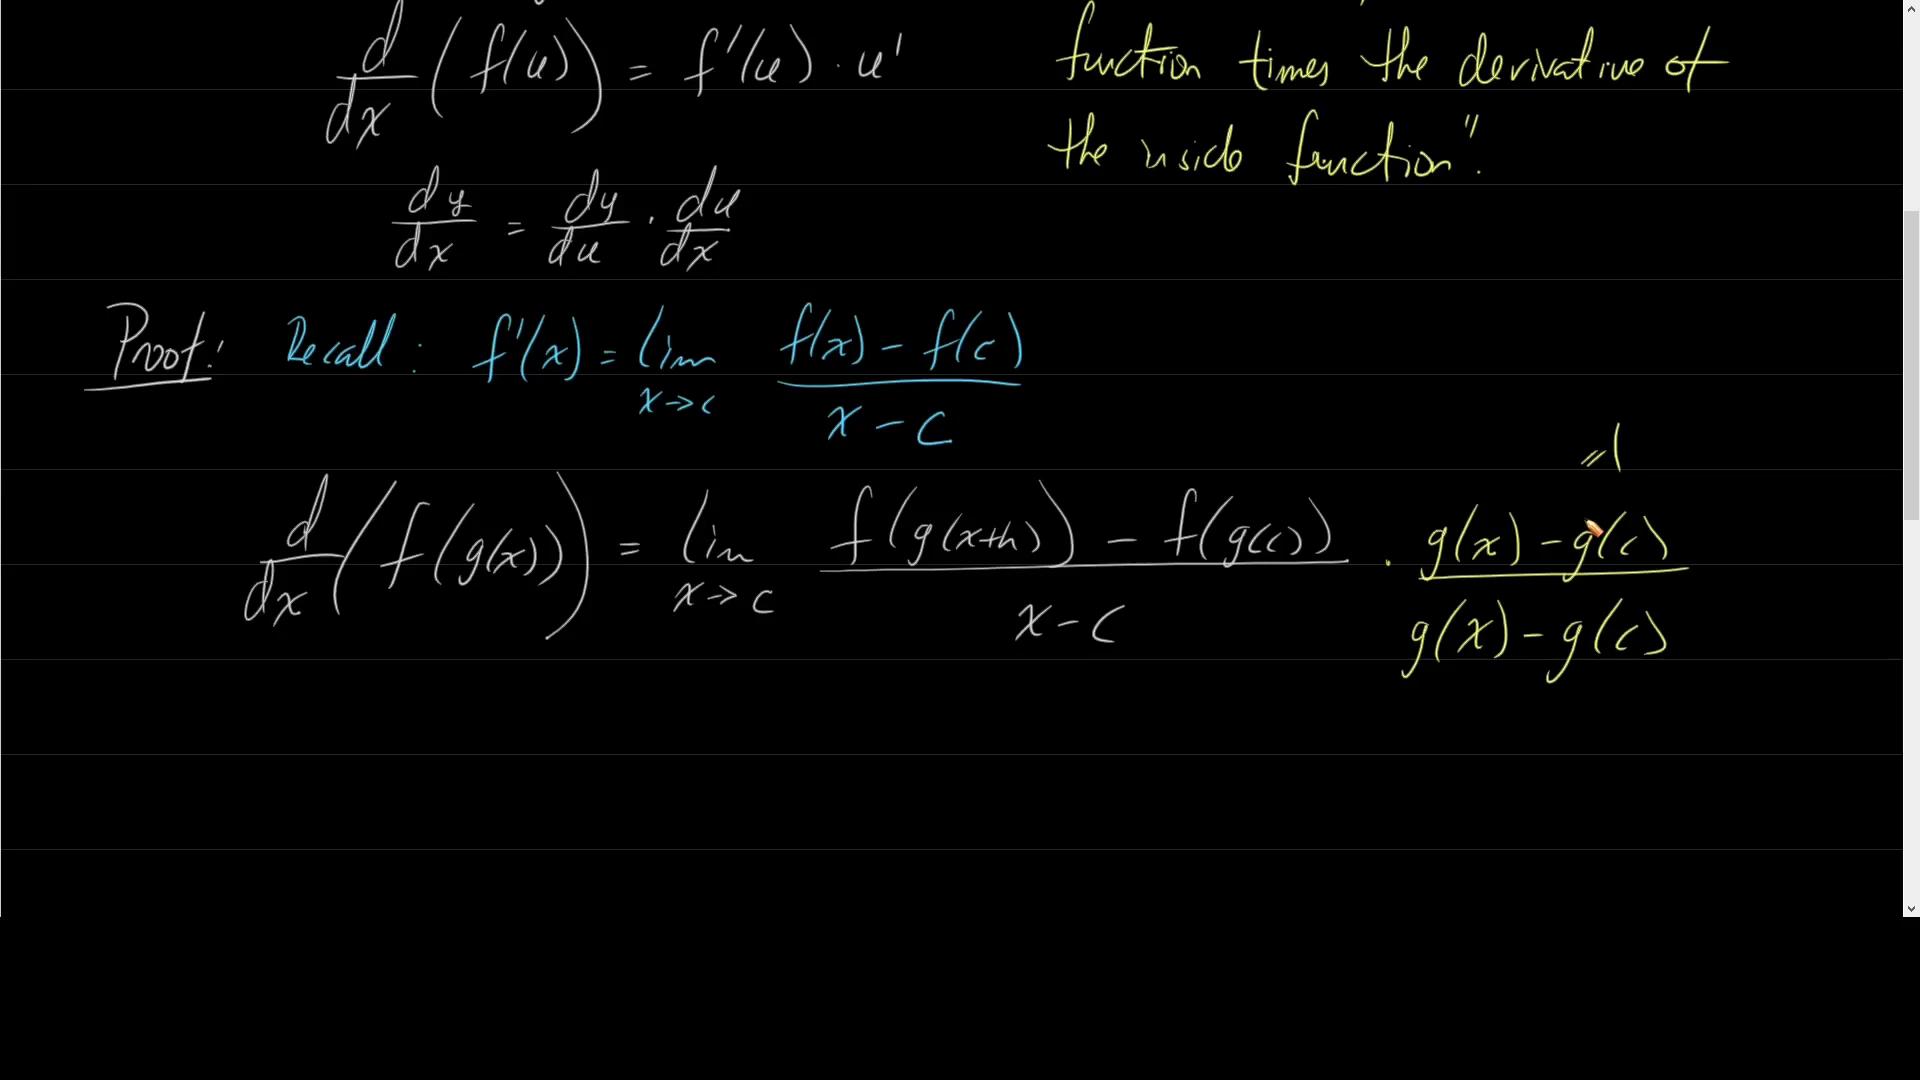 d/dx (f(u)) = f'(u) · u'
function times the derivative of
the inside function".
dy/dx = dy/du · du/dx
Proof: Recall: f'(x) = lim x→c (f(x) - f(c))/(x - c)
=1
d/dx (f(g(x))) = lim x→c (f(g(x+h)) - f(g(c)))/(x - c) · (g(x) - g(c))/(g(x) - g(c))